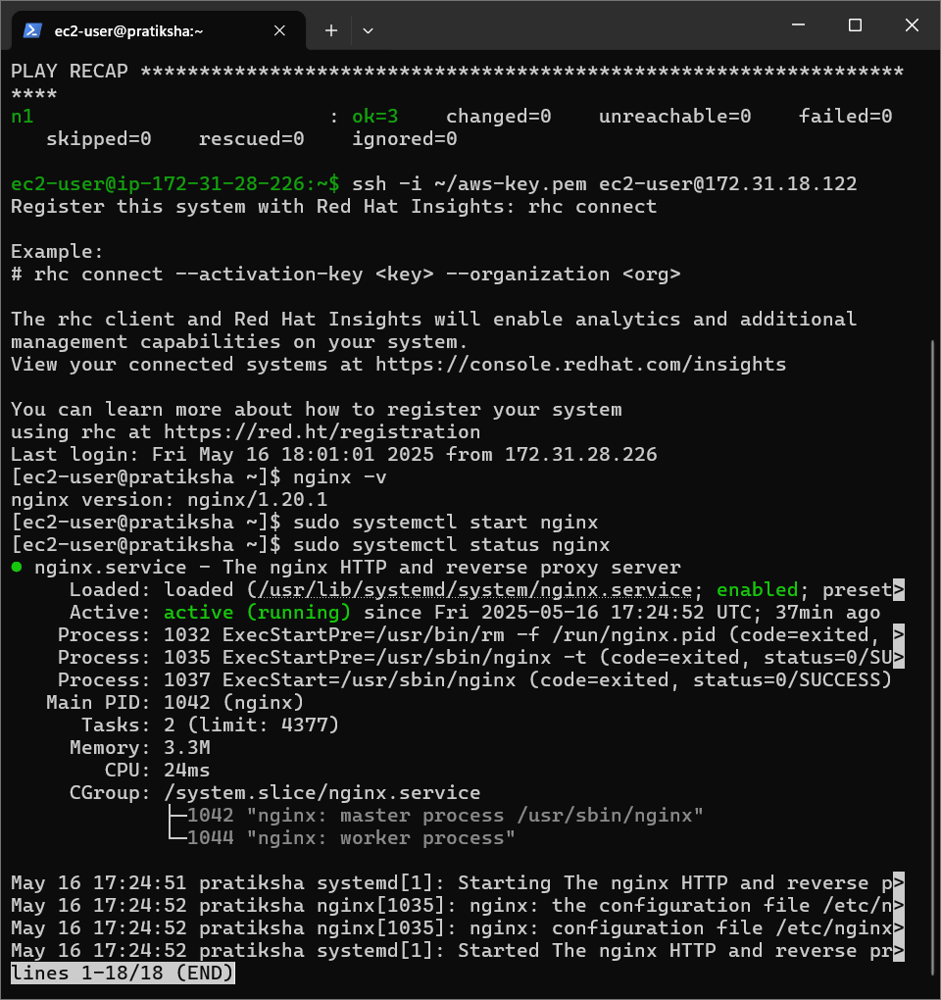 ec2-user@pratiksha:~
PLAY RECAP *****************************************************************
****
n1                         : ok=3    changed=0    unreachable=0    failed=0
   skipped=0    rescued=0    ignored=0
ec2-user@ip-172-31-28-226:~$ ssh -i ~/aws-key.pem ec2-user@172.31.18.122
Register this system with Red Hat Insights: rhc connect
Example:
# rhc connect --activation-key <key> --organization <org>
The rhc client and Red Hat Insights will enable analytics and additional
management capabilities on your system.
View your connected systems at https://console.redhat.com/insights
You can learn more about how to register your system
using rhc at https://red.ht/registration
Last login: Fri May 16 18:01:01 2025 from 172.31.28.226
[ec2-user@pratiksha ~]$ nginx -v
nginx version: nginx/1.20.1
[ec2-user@pratiksha ~]$ sudo systemctl start nginx
[ec2-user@pratiksha ~]$ sudo systemctl status nginx
● nginx.service - The nginx HTTP and reverse proxy server
     Loaded: loaded (/usr/lib/systemd/system/nginx.service; enabled; preset>
     Active: active (running) since Fri 2025-05-16 17:24:52 UTC; 37min ago
    Process: 1032 ExecStartPre=/usr/bin/rm -f /run/nginx.pid (code=exited, >
    Process: 1035 ExecStartPre=/usr/sbin/nginx -t (code=exited, status=0/SU>
    Process: 1037 ExecStart=/usr/sbin/nginx (code=exited, status=0/SUCCESS)
   Main PID: 1042 (nginx)
      Tasks: 2 (limit: 4377)
     Memory: 3.3M
        CPU: 24ms
     CGroup: /system.slice/nginx.service
             ├─1042 "nginx: master process /usr/sbin/nginx"
             └─1044 "nginx: worker process"
May 16 17:24:51 pratiksha systemd[1]: Starting The nginx HTTP and reverse p>
May 16 17:24:52 pratiksha nginx[1035]: nginx: the configuration file /etc/n>
May 16 17:24:52 pratiksha nginx[1035]: nginx: configuration file /etc/nginx>
May 16 17:24:52 pratiksha systemd[1]: Started The nginx HTTP and reverse pr>
lines 1-18/18 (END)